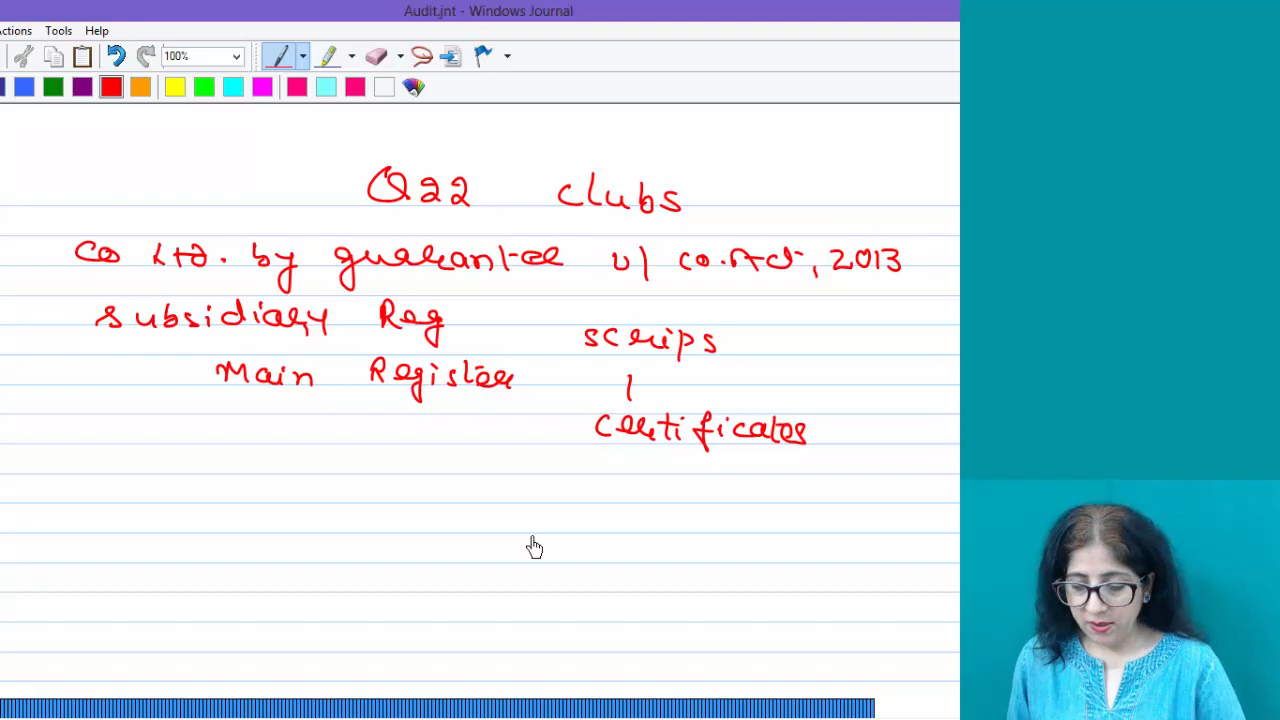 Audit.jnt - Windows Journal
Actions Tools Help
100%
Q22 Clubs
Co Ltd. by guarantee u/ co. Act, 2013
Subsidiary Reg
Main Register
scrips
certificates